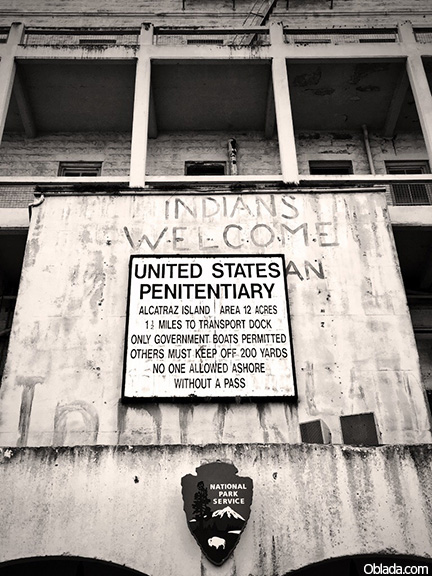 INDIANS
WELCOME
UNITED STATES
PENITENTIARY
ALCATRAZ ISLAND AREA 12 ACRES
1½ MILES TO TRANSPORT DOCK
ONLY GOVERNMENT BOATS PERMITTED
OTHERS MUST KEEP OFF 200 YARDS
NO ONE ALLOWED ASHORE
WITHOUT A PASS
NATIONAL
PARK
SERVICE
Oblada.com